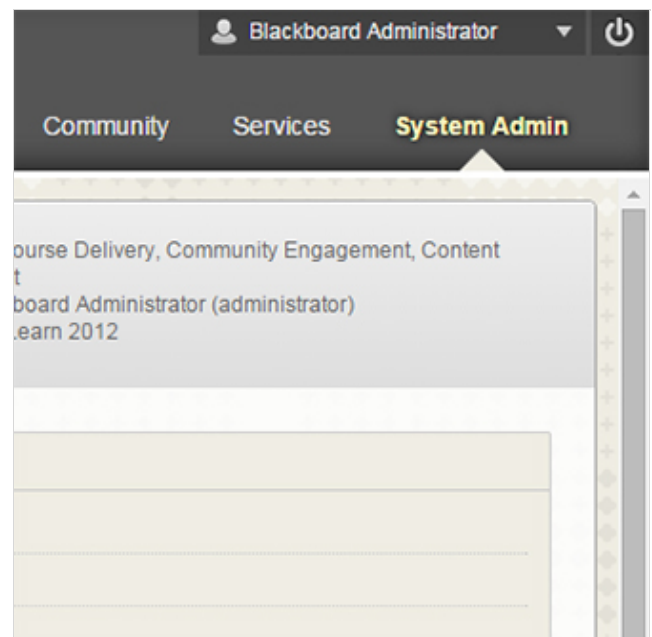 Blackboard Administrator
Community Services System Admin
ourse Delivery, Community Engagement, Content
t
board Administrator (administrator)
earn 2012